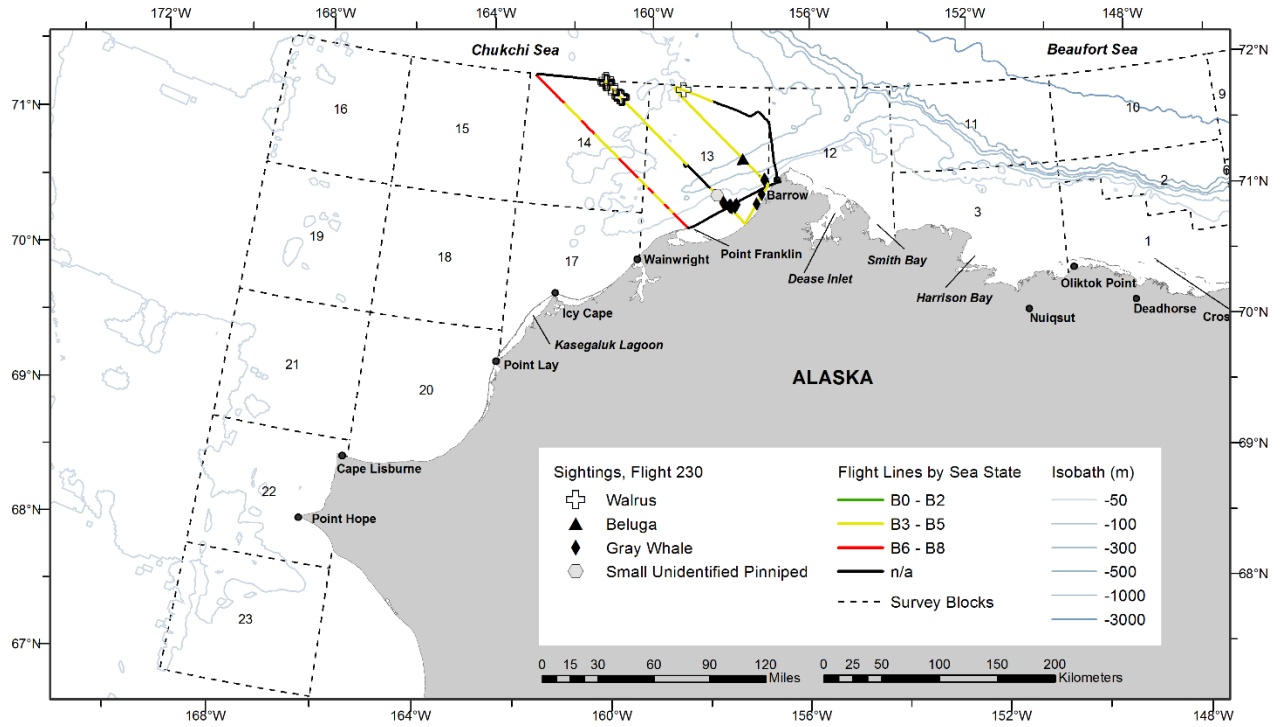 172°W 168°W 164°W 160°W 156°W 152°W 148°W
Chukchi Sea
Beaufort Sea
72°N
71°N
16
15
14
13
12
11
10
9
6
2
71°N
Barrow
3
1
19
18
17
70°N
Point Franklin
Wainwright
Dease Inlet
Smith Bay
Harrison Bay
Oliktok Point
Deadhorse
Nuiqsut
Cros
70°N
Icy Cape
Kasegaluk Lagoon
Point Lay
69°N
21
20
ALASKA
Cape Lisburne
69°N
22
Point Hope
68°N
68°N
23
67°N
Sightings, Flight 230
Walrus
Beluga
Gray Whale
Small Unidentified Pinniped
Flight Lines by Sea State
B0 - B2
B3 - B5
B6 - B8
n/a
Survey Blocks
Isobath (m)
-50
-100
-300
-500
-1000
-3000
0 15 30 60 90 120
Miles
0 25 50 100 150 200
Kilometers
168°W 164°W 160°W 156°W 152°W 148°W